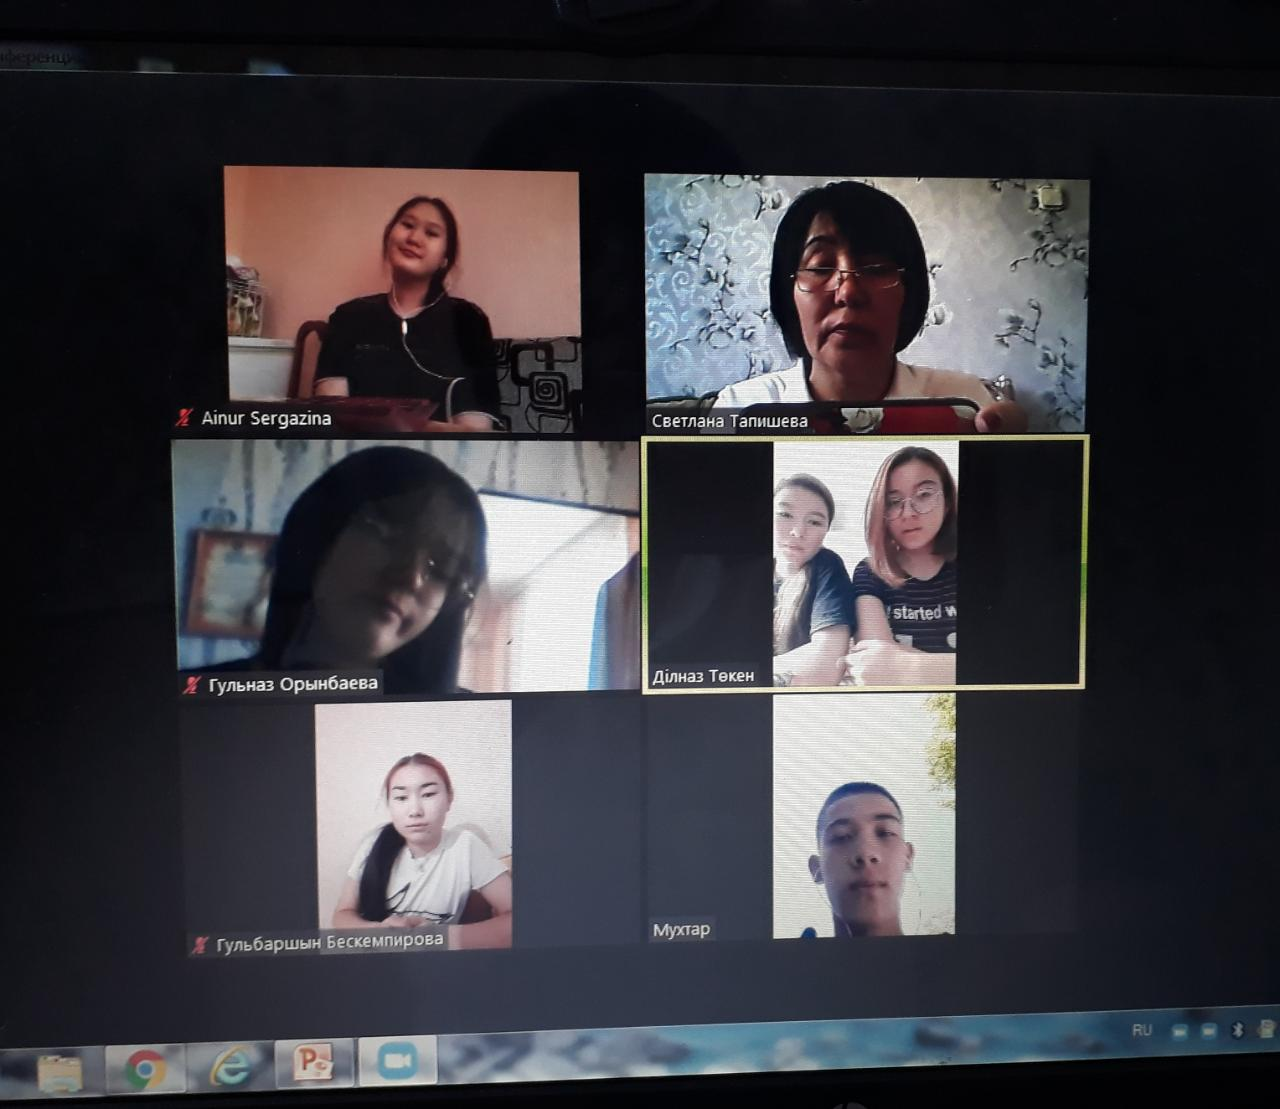 Ainur Sergazina
Светлана Тапишева
Гульназ Орынбаева
Ділназ Төкен
started
Гульбаршын Бескемпирова
Мухтар
RU